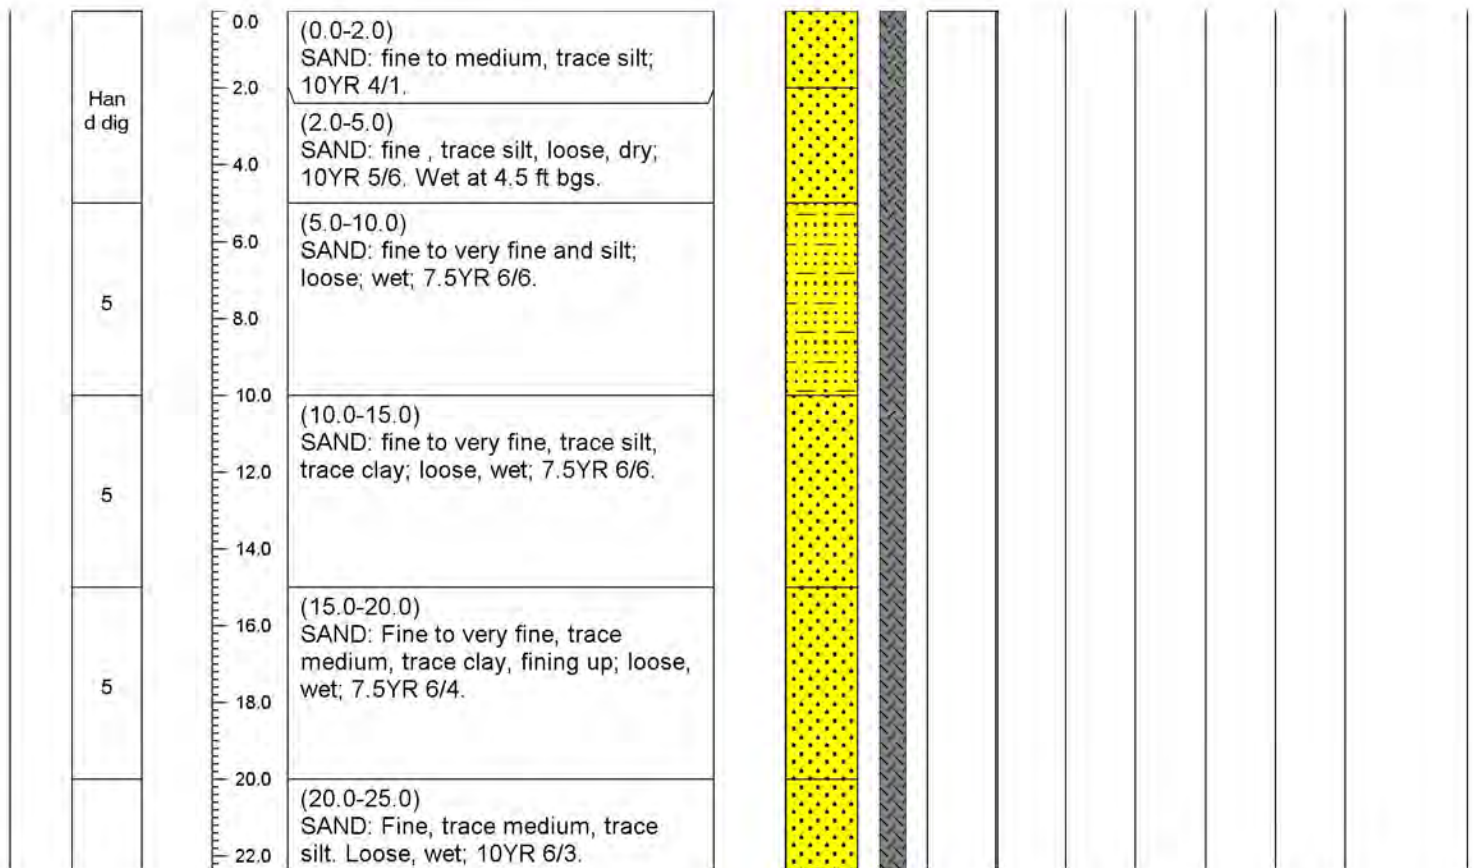 Han
d dig
5
5
5
0.0
2.0
4.0
6.0
8.0
10.0
12.0
14.0
16.0
18.0
20.0
22.0
(0.0-2.0)
SAND: fine to medium, trace silt;
10YR 4/1.
(2.0-5.0)
SAND: fine , trace silt, loose, dry;
10YR 5/6. Wet at 4.5 ft bgs.
(5.0-10.0)
SAND: fine to very fine and silt;
loose; wet; 7.5YR 6/6.
(10.0-15.0)
SAND: fine to very fine, trace silt,
trace clay; loose, wet; 7.5YR 6/6.
(15.0-20.0)
SAND: Fine to very fine, trace
medium, trace clay, fining up; loose,
wet; 7.5YR 6/4.
(20.0-25.0)
SAND: Fine, trace medium, trace
silt. Loose, wet; 10YR 6/3.